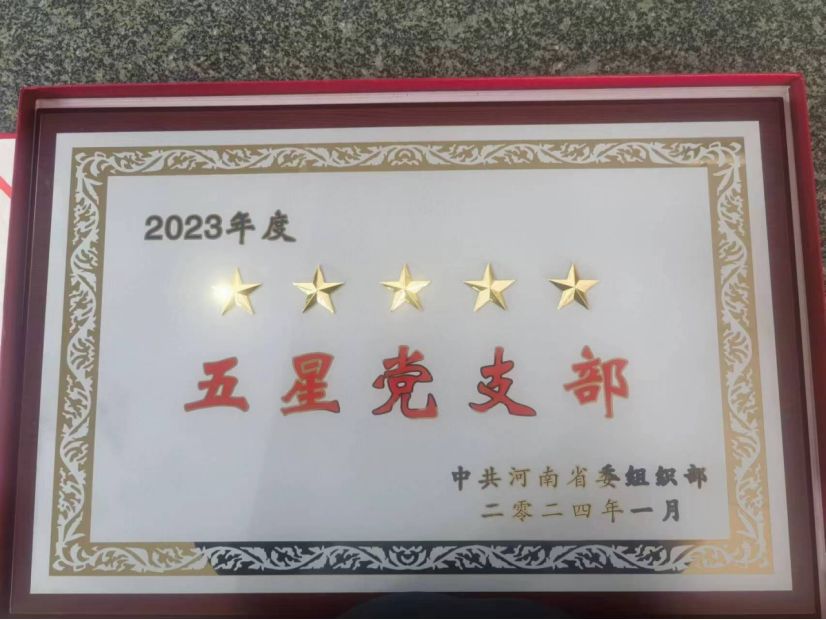 2023年度
五星党支部
中共河南省委组织部
二零二四年一月